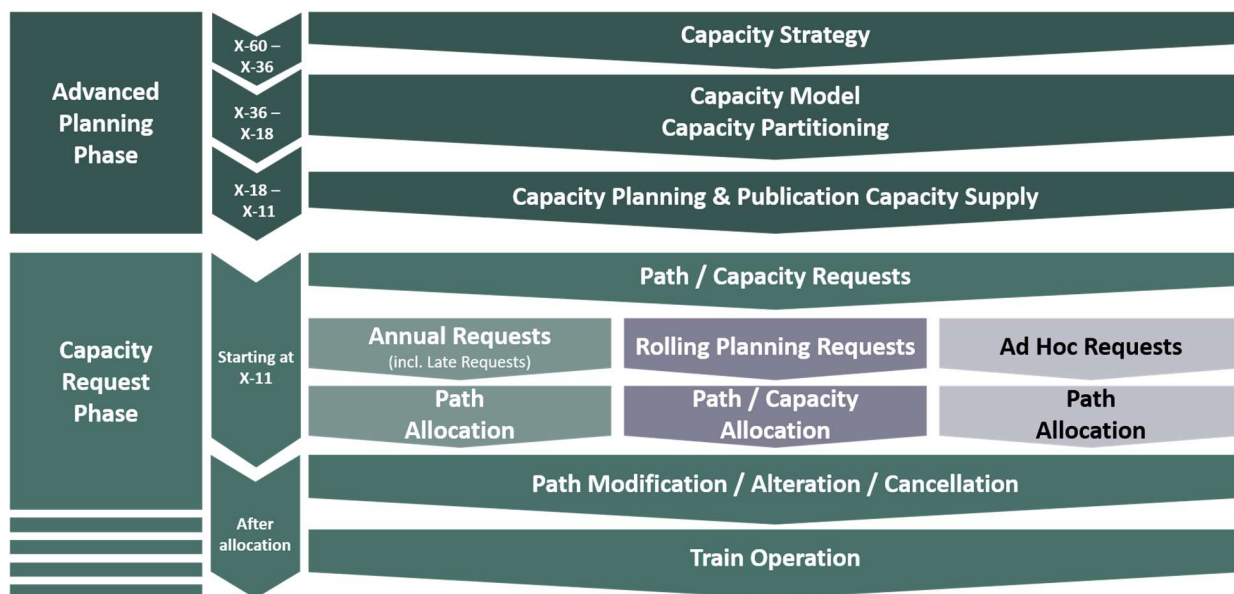 Advanced
Planning
Phase
X-60 –
X-36
Capacity Strategy
X-36 –
X-18
Capacity Model
Capacity Partitioning
X-18 –
X-11
Capacity Planning & Publication Capacity Supply
Capacity
Request
Phase
Starting at
X-11
Path / Capacity Requests
Annual Requests
(incl. Late Requests)
Rolling Planning Requests
Ad Hoc Requests
Path
Allocation
Path / Capacity
Allocation
Path
Allocation
After
allocation
Path Modification / Alteration / Cancellation
Train Operation